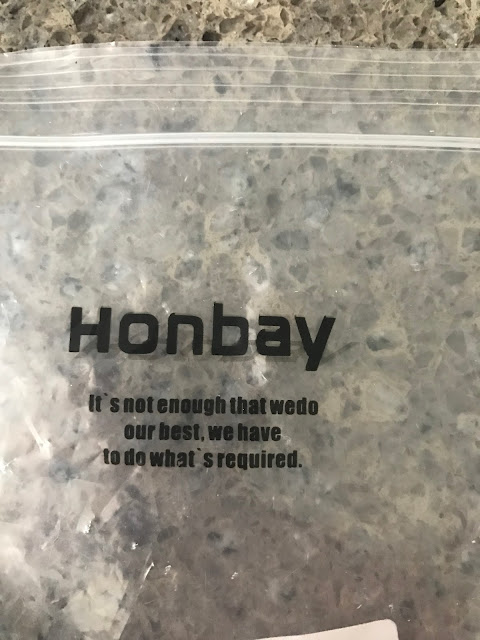 Honbay
It`s not enough that wedo
our best, we have
to do what`s required.